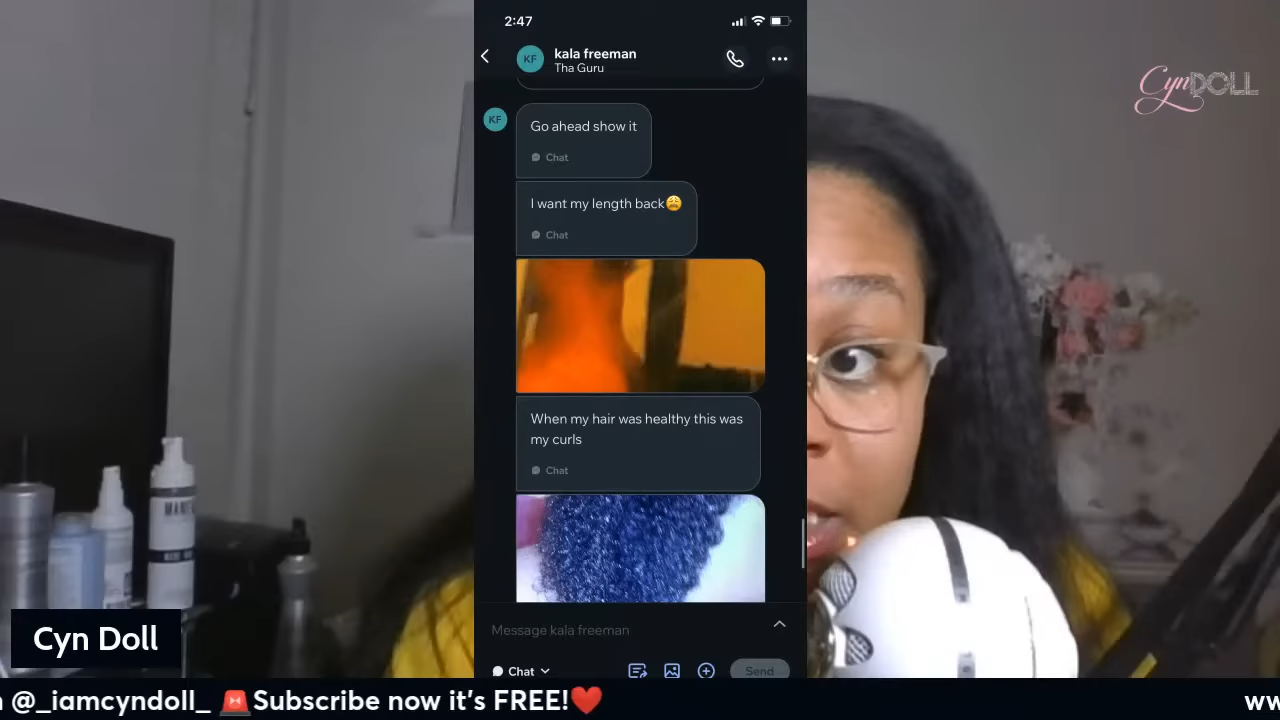 2:47
KF
kala freeman
Tha Guru
CynDOLL
KF
Go ahead show it
Chat
I want my length back😩
Chat
When my hair was healthy this was
my curls
Chat
Message kala freeman
Chat
Send
Cyn Doll
@_iamcyndoll_ 🚨Subscribe now it's FREE!❤️